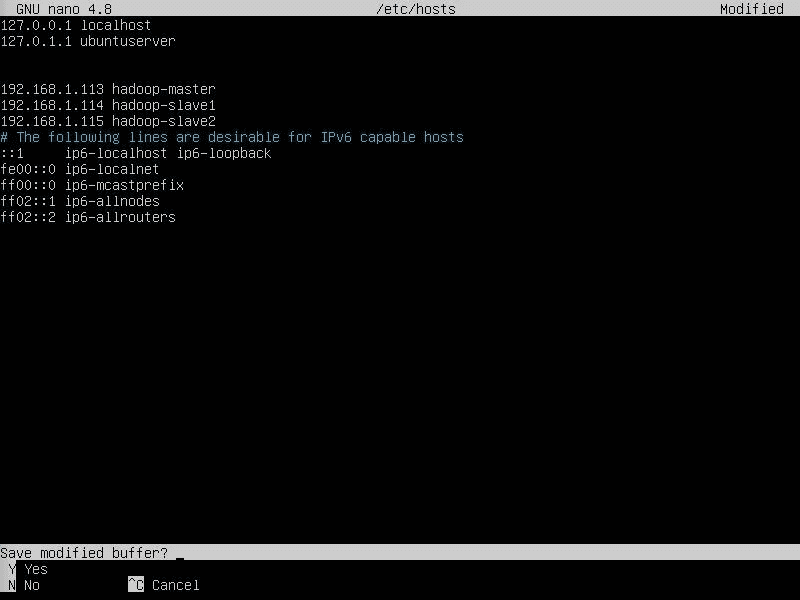 GNU nano 4.8 /etc/hosts Modified
127.0.0.1 localhost
127.0.1.1 ubuntuserver
192.168.1.113 hadoop-master
192.168.1.114 hadoop-slave1
192.168.1.115 hadoop-slave2
# The following lines are desirable for IPv6 capable hosts
::1 ip6-localhost ip6-loopback
fe00::0 ip6-localnet
ff00::0 ip6-mcastprefix
ff02::1 ip6-allnodes
ff02::2 ip6-allrouters
Save modified buffer? _
Y Yes
N No ^C Cancel